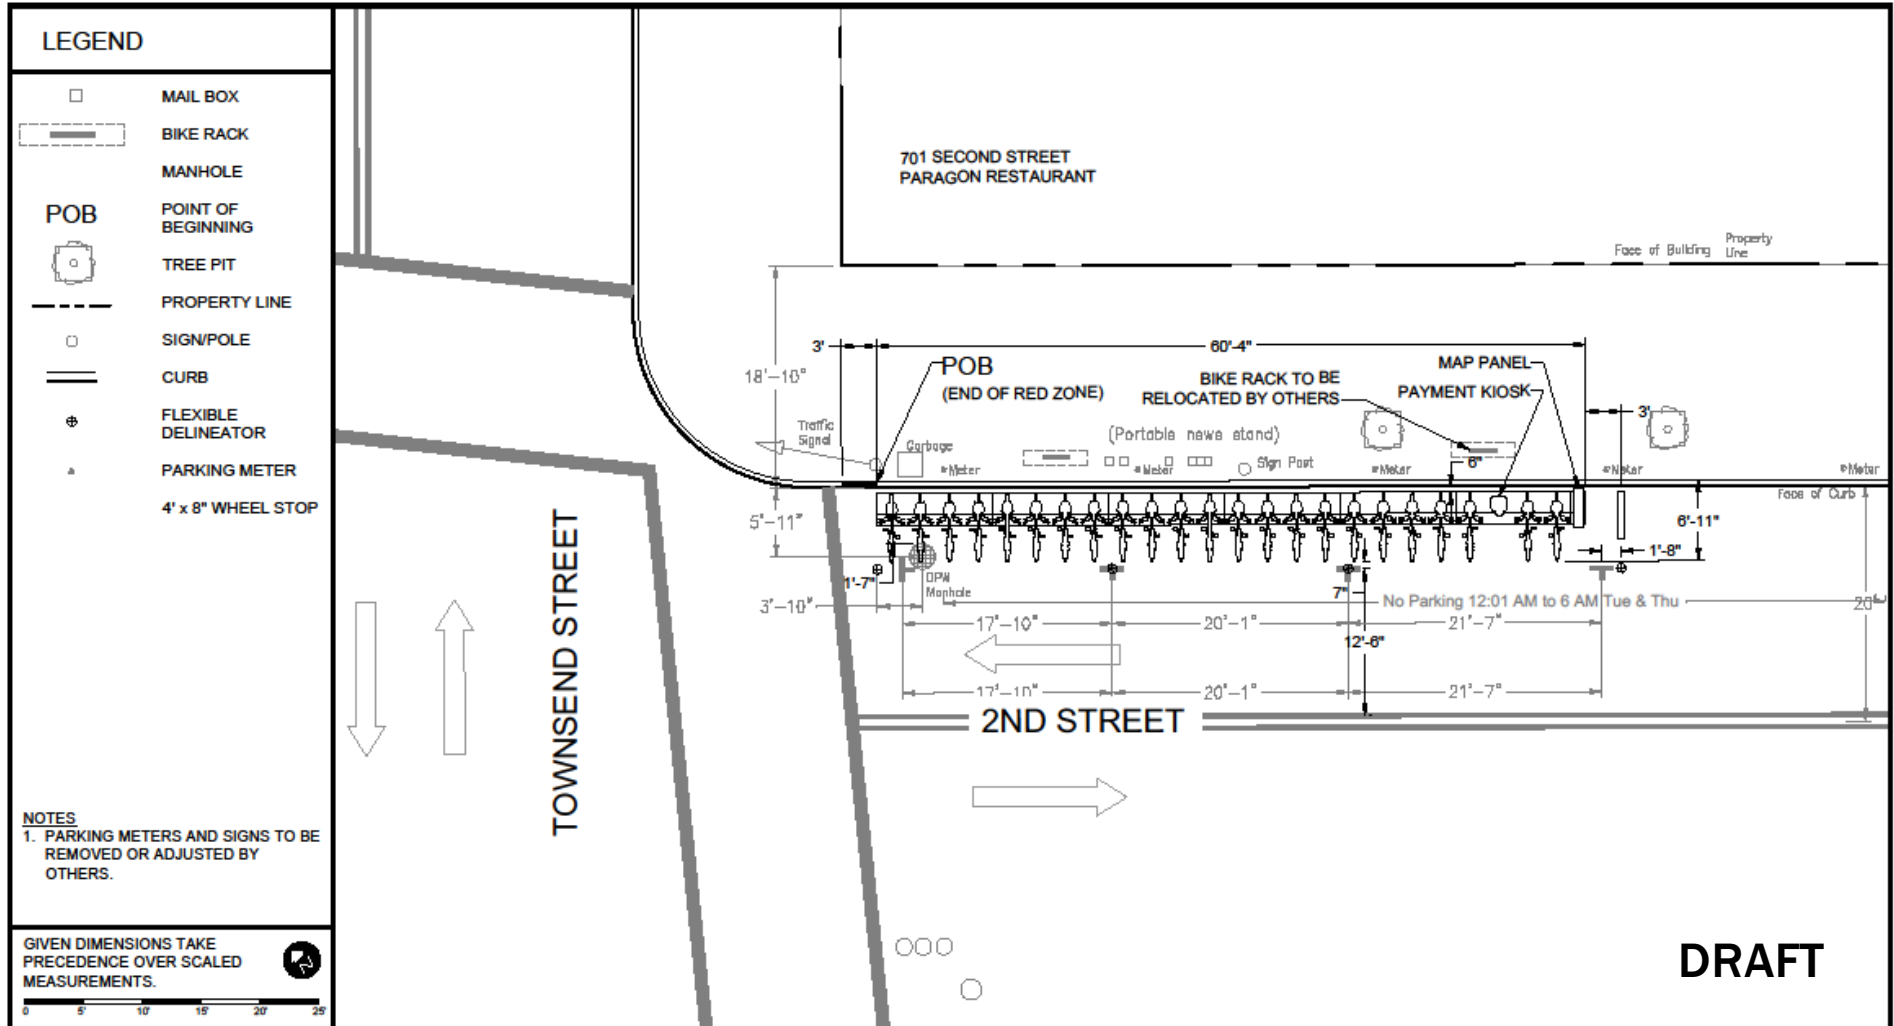 LEGEND
MAIL BOX
BIKE RACK
MANHOLE
POB
POINT OF
BEGINNING
TREE PIT
PROPERTY LINE
SIGN/POLE
CURB
FLEXIBLE
DELINEATOR
PARKING METER
4' x 8" WHEEL STOP
NOTES
1. PARKING METERS AND SIGNS TO BE
REMOVED OR ADJUSTED BY
OTHERS.
GIVEN DIMENSIONS TAKE
PRECEDENCE OVER SCALED
MEASUREMENTS.
0 5' 10' 15' 20' 25'
701 SECOND STREET
PARAGON RESTAURANT
Face of Building
Property
Line
3'
60'-4"
18'-10"
POB
(END OF RED ZONE)
BIKE RACK TO BE
RELOCATED BY OTHERS
MAP PANEL
PAYMENT KIOSK
3'
Traffic
Signal
Garbage
(Portable news stand)
Meter
Meter
Sign Post
Meter
6"
Meter
Meter
Face of Curb
5'-11"
6'-11"
1'-8"
1'-7"
DPW
Manhole
3'-10"
7"
No Parking 12:01 AM to 6 AM Tue & Thu
20'
17'-10"
20'-1"
21'-7"
12'-6"
17'-10"
20'-1"
21'-7"
TOWNSEND STREET
2ND STREET
DRAFT